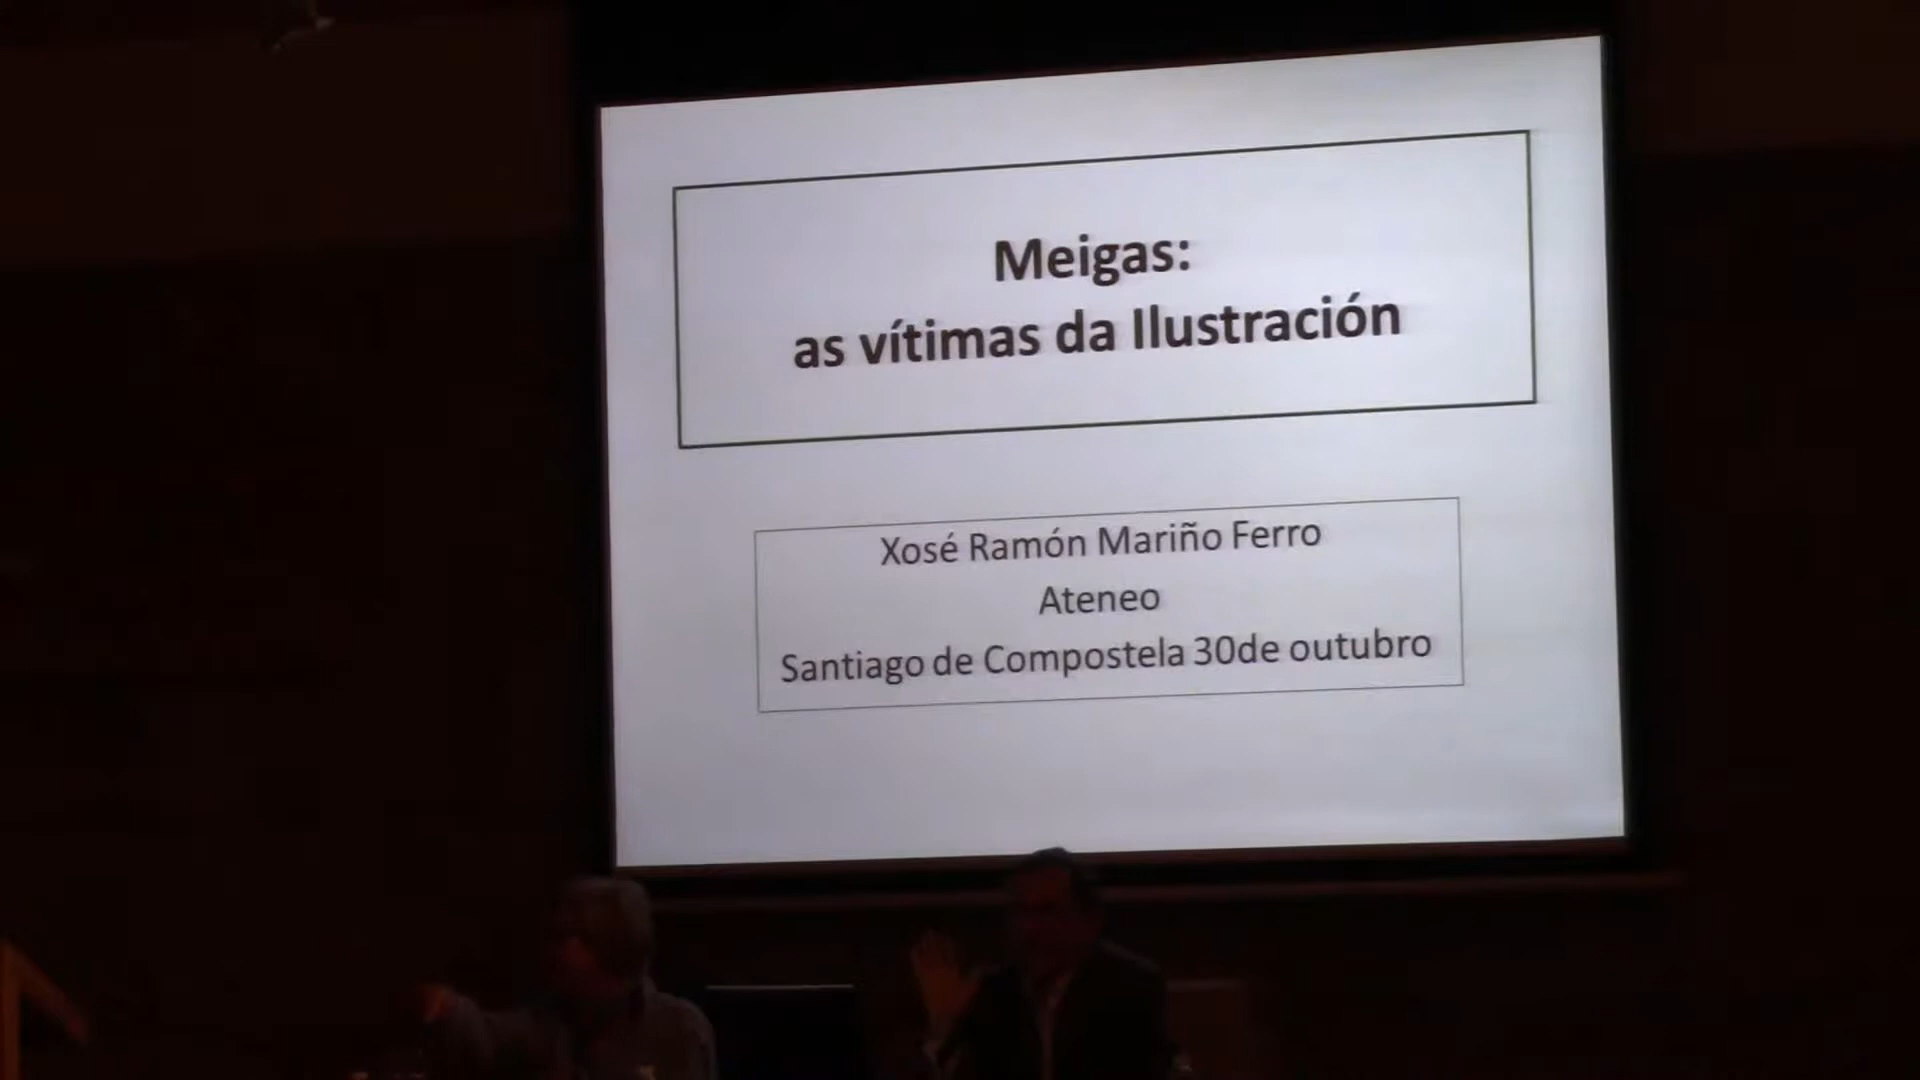 Meigas:
as vítimas da Ilustración
Xosé Ramón Mariño Ferro
Ateneo
Santiago de Compostela 30de outubro